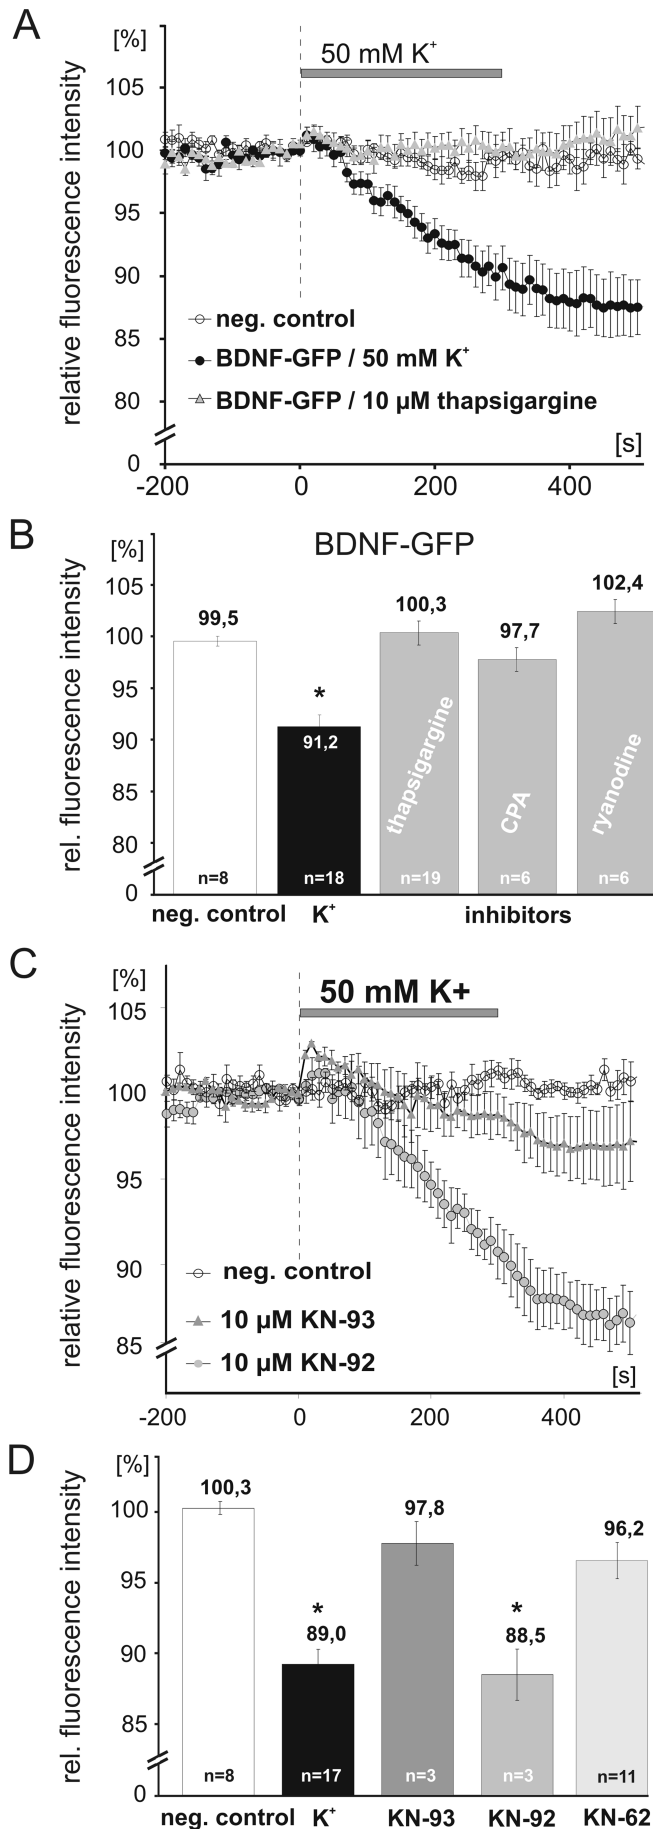 A
[%]
50 mM K+
relative fluorescence intensity
105
100
95
90
85
80
0
neg. control
BDNF-GFP / 50 mM K+
BDNF-GFP / 10 µM thapsigargine
[s]
-200 0 200 400
B
[%]
BDNF-GFP
rel. fluorescence intensity
105
100
95
90
85
80
0
99,5
*
91,2
100,3
97,7
102,4
thapsigargine
CPA
ryanodine
n=8 n=18 n=19 n=6 n=6
neg. control K+ inhibitors
C
[%]
50 mM K+
relative fluorescence intensity
105
100
95
90
85
neg. control
10 µM KN-93
10 µM KN-92
[s]
-200 0 200 400
D
[%]
rel. fluorescence intensity
100
95
90
85
0
100,3
*
89,0
97,8
*
88,5
96,2
n=8 n=17 n=3 n=3 n=11
neg. control K+ KN-93 KN-92 KN-62